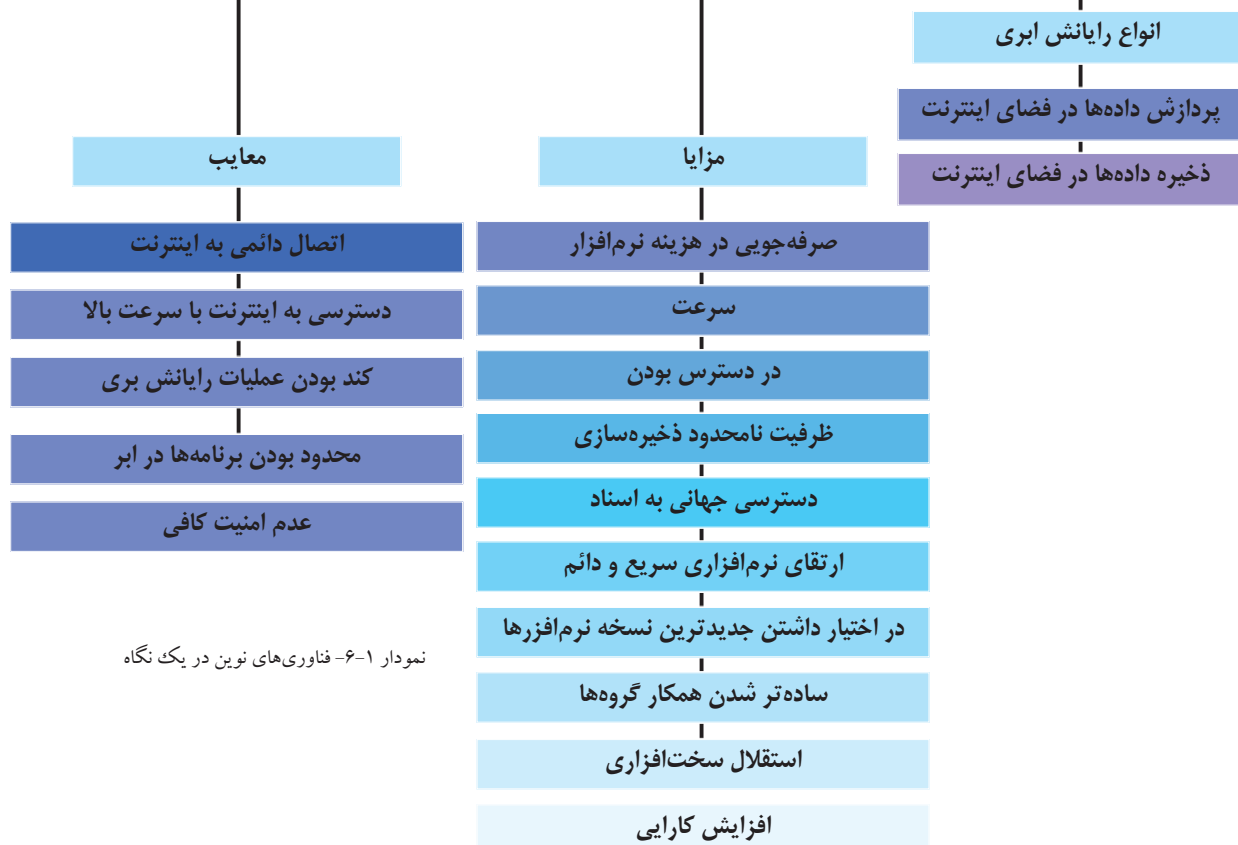 انواع رایانش ابری
پردازش داده‌ها در فضای اینترنت
ذخیره داده‌ها در فضای اینترنت
مزایا
صرفه‌جویی در هزینه نرم‌افزار
سرعت
در دسترس بودن
ظرفیت نامحدود ذخیره‌سازی
دسترسی جهانی به اسناد
ارتقای نرم‌افزاری سریع و دائم
در اختیار داشتن جدیدترین نسخه نرم‌افزرها
ساده‌تر شدن همکار گروه‌ها
استقلال سخت‌افزاری
افزایش کارایی
معایب
اتصال دائمی به اینترنت
دسترسی به اینترنت با سرعت بالا
کند بودن عملیات رایانش بری
محدود بودن برنامه‌ها در ابر
عدم امنیت کافی
نمودار ۱-۶- فناوری‌های نوین در یک نگاه